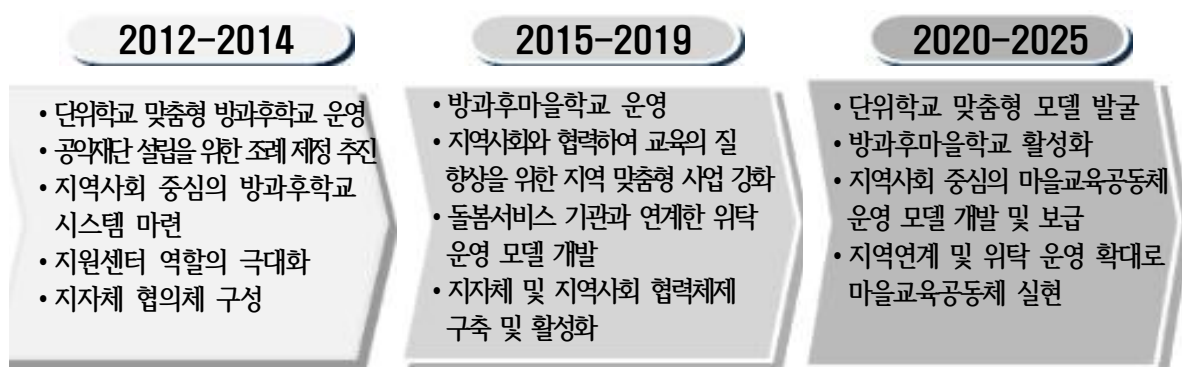 2012-2014
• 단위학교 맞춤형 방과후학교 운영
• 공익재단 설립을 위한 조례 제정 추진
• 지역사회 중심의 방과후학교
시스템 마련
• 지원센터 역할의 극대화
• 지자체 협의체 구성
2015-2019
• 방과후마을학교 운영
• 지역사회와 협력하여 교육의 질
향상을 위한 지역 맞춤형 사업 강화
• 돌봄서비스 기관과 연계한 위탁
운영 모델 개발
• 지자체 및 지역사회 협력체제
구축 및 활성화
2020-2025
• 단위학교 맞춤형 모델 발굴
• 방과후마을학교 활성화
• 지역사회 중심의 마을교육공동체
운영 모델 개발 및 보급
• 지역연계 및 위탁 운영 확대로
마을교육공동체 실현